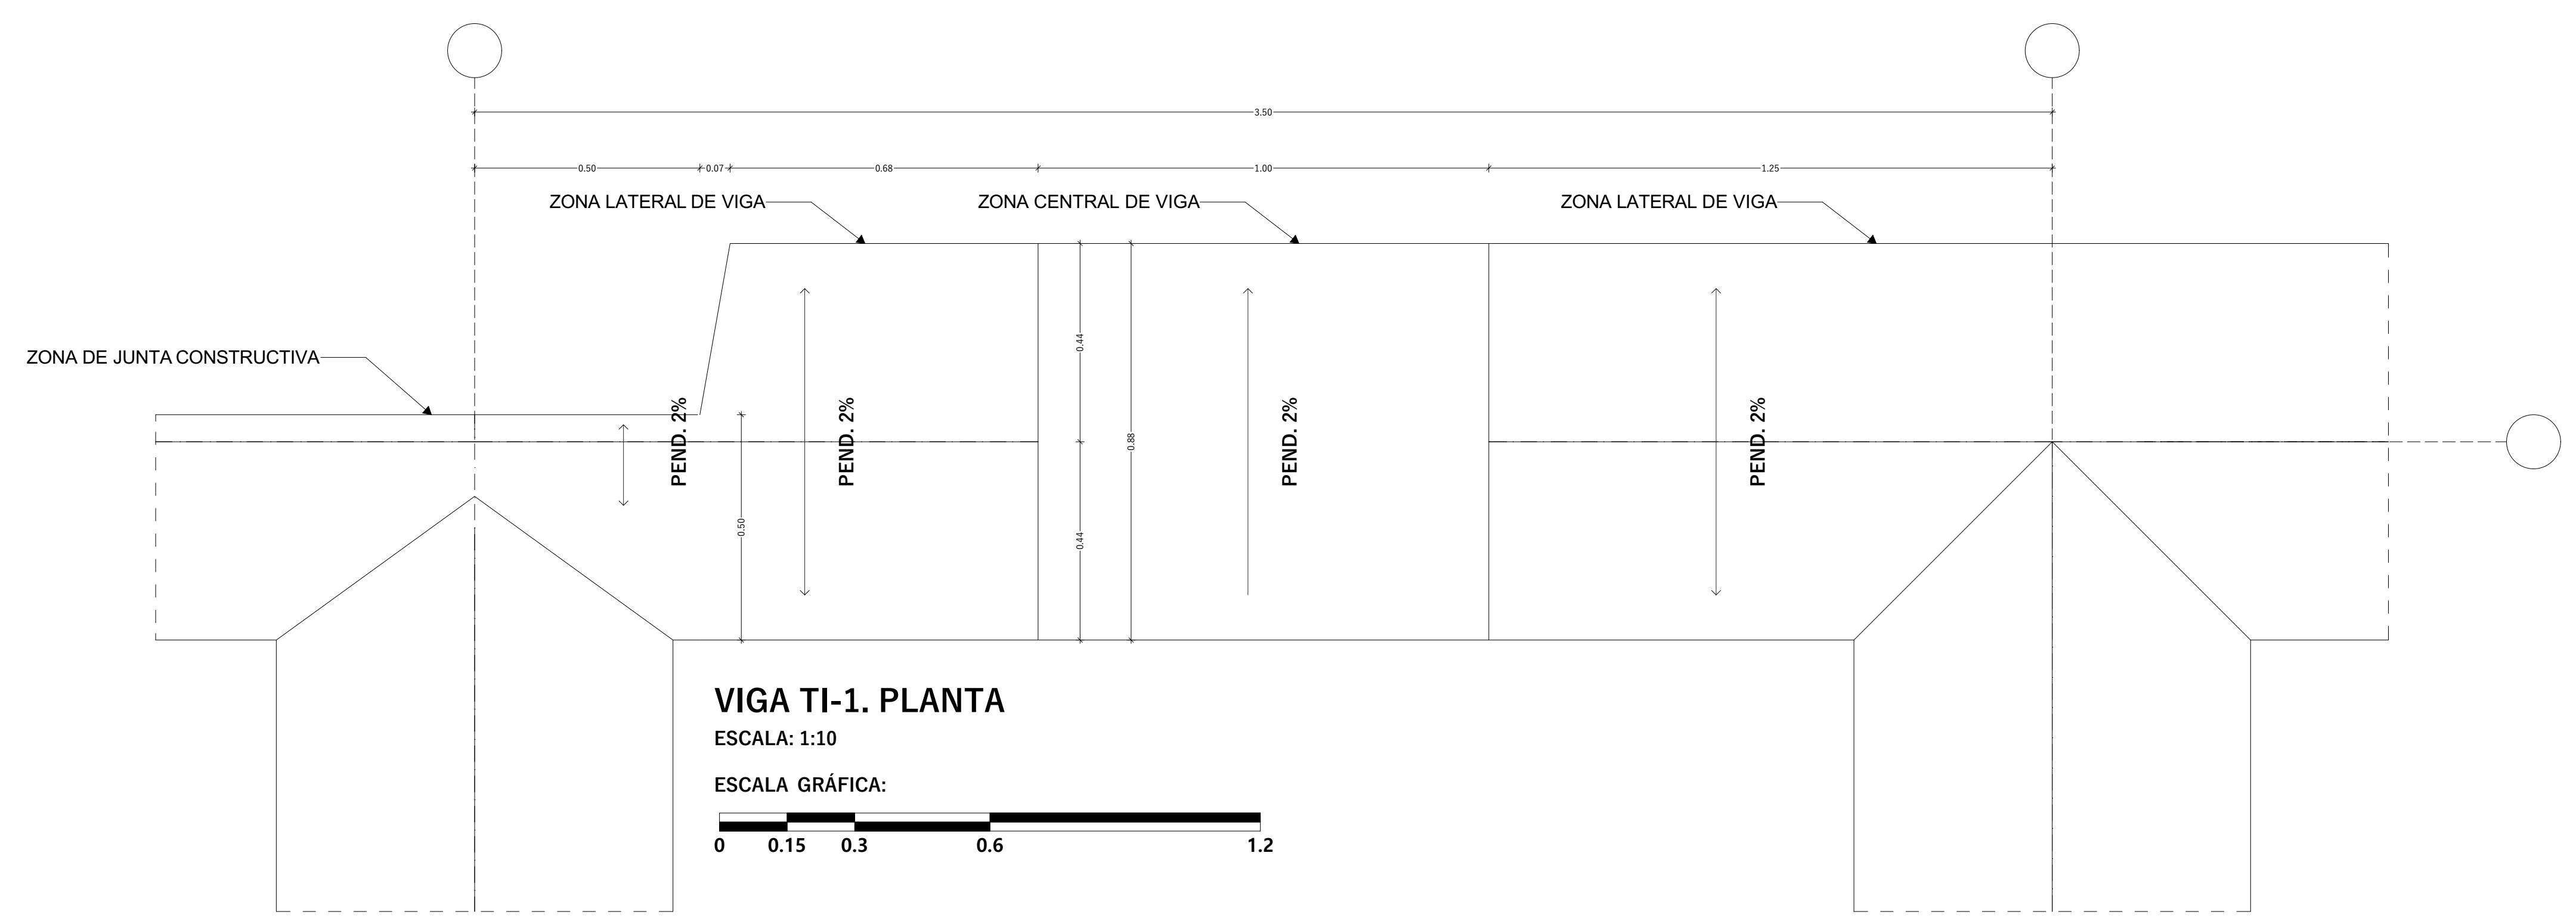 3.50
0.50
0.07
0.68
1.00
1.25
ZONA LATERAL DE VIGA
ZONA CENTRAL DE VIGA
ZONA LATERAL DE VIGA
ZONA DE JUNTA CONSTRUCTIVA
0.44
0.88
0.44
0.50
PEND. 2%
PEND. 2%
PEND. 2%
PEND. 2%
VIGA TI-1. PLANTA
ESCALA: 1:10
ESCALA GRÁFICA:
0 0.15 0.3 0.6 1.2